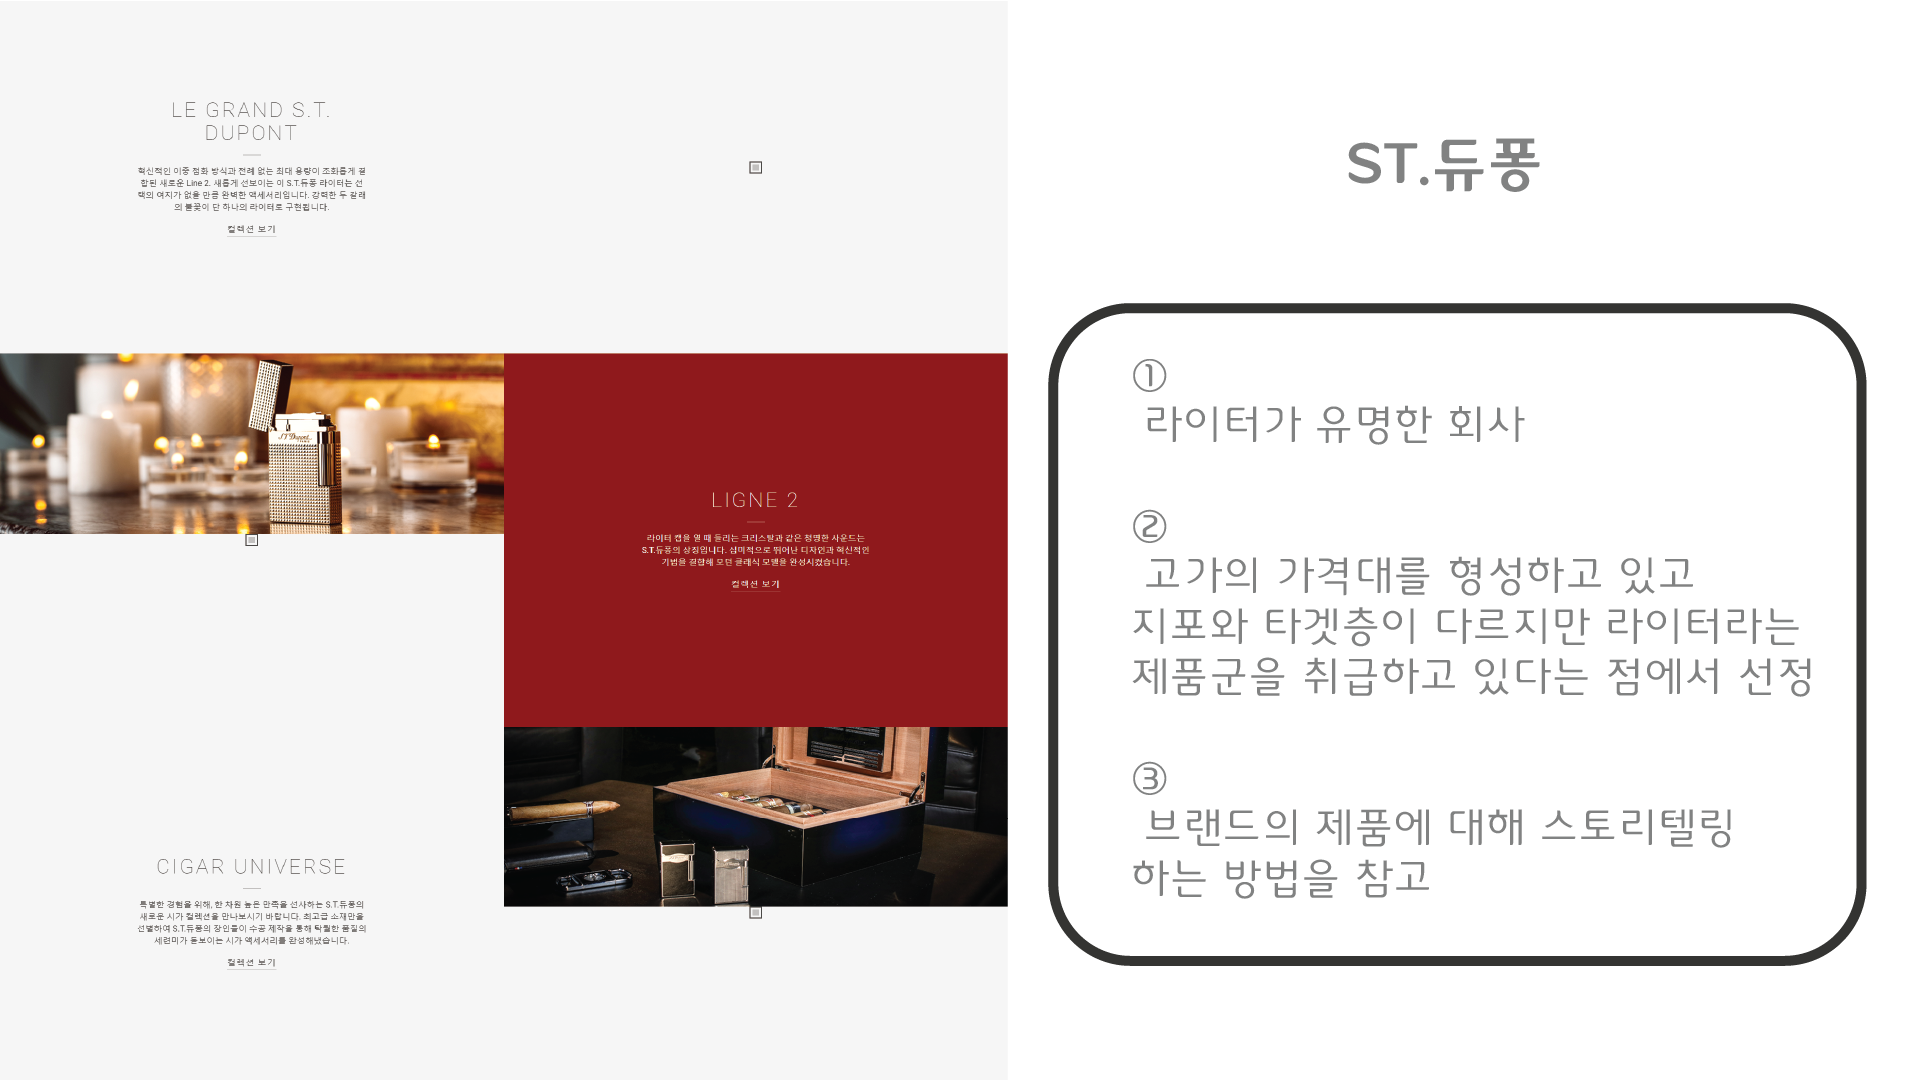 LE GRAND S.T.
DUPONT
혁신적인 이중 점화 방식과 전례 없는 최대 용량이 조화롭게 결
합된 새로운 Line 2. 새롭게 선보이는 이 S.T.듀퐁 라이터는 선
택의 여지가 없을 만큼 완벽한 액세서리입니다. 강력한 두 갈래
의 불꽃이 단 하나의 라이터로 구현됩니다.
컬렉션 보기
S.T. Dupont
LIGNE 2
라이터 캡을 열 때 들리는 크리스탈과 같은 청명한 사운드는
S.T.듀퐁의 상징입니다. 심미적으로 뛰어난 디자인과 혁신적인
기법을 결합해 모던 클래식 모델을 완성시켰습니다.
컬렉션 보기
CIGAR UNIVERSE
특별한 경험을 위해, 한 차원 높은 만족을 선사하는 S.T.듀퐁의
새로운 시가 컬렉션을 만나보시기 바랍니다. 최고급 소재만을
선별하여 S.T.듀퐁의 장인들이 수공 제작을 통해 탁월한 품질의
세련미가 돋보이는 시가 액세서리를 완성해냈습니다.
컬렉션 보기
ST.듀퐁
①
라이터가 유명한 회사
②
고가의 가격대를 형성하고 있고
지포와 타겟층이 다르지만 라이터라는
제품군을 취급하고 있다는 점에서 선정
③
브랜드의 제품에 대해 스토리텔링
하는 방법을 참고